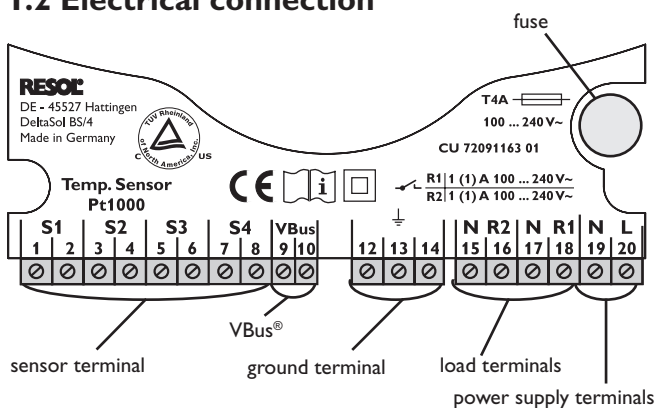 1.2 Electrical connection
fuse
RESOL®
DE - 45527 Hattingen
DeltaSol BS/4
Made in Germany
TÜV Rheinland
of North America, Inc.
C US
T4A
100 ... 240 V~
CU 72091163 01
Temp. Sensor
Pt1000
CE i
R1 1 (1) A 100 ... 240 V~
R2 1 (1) A 100 ... 240 V~
S1 S2 S3 S4 VBus N R2 N R1 N L
1 2 3 4 5 6 7 8 9 10 12 13 14 15 16 17 18 19 20
VBus®
sensor terminal ground terminal load terminals
power supply terminals